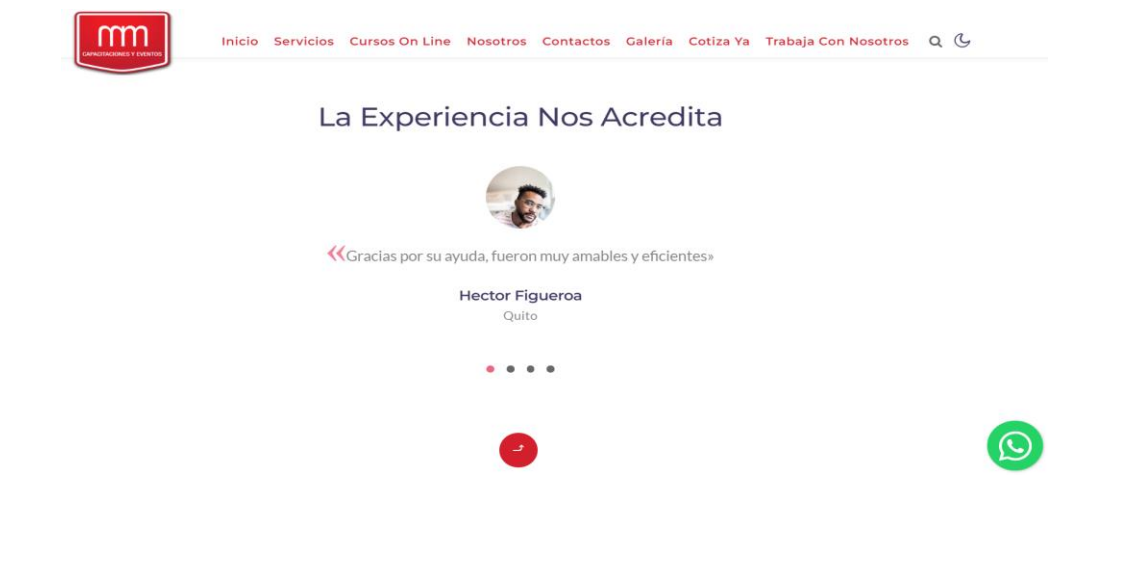 mm
CAPACITACIONES Y EVENTOS
Inicio Servicios Cursos On Line Nosotros Contactos Galería Cotiza Ya Trabaja Con Nosotros
La Experiencia Nos Acredita
«Gracias por su ayuda, fueron muy amables y eficientes»
Hector Figueroa
Quito